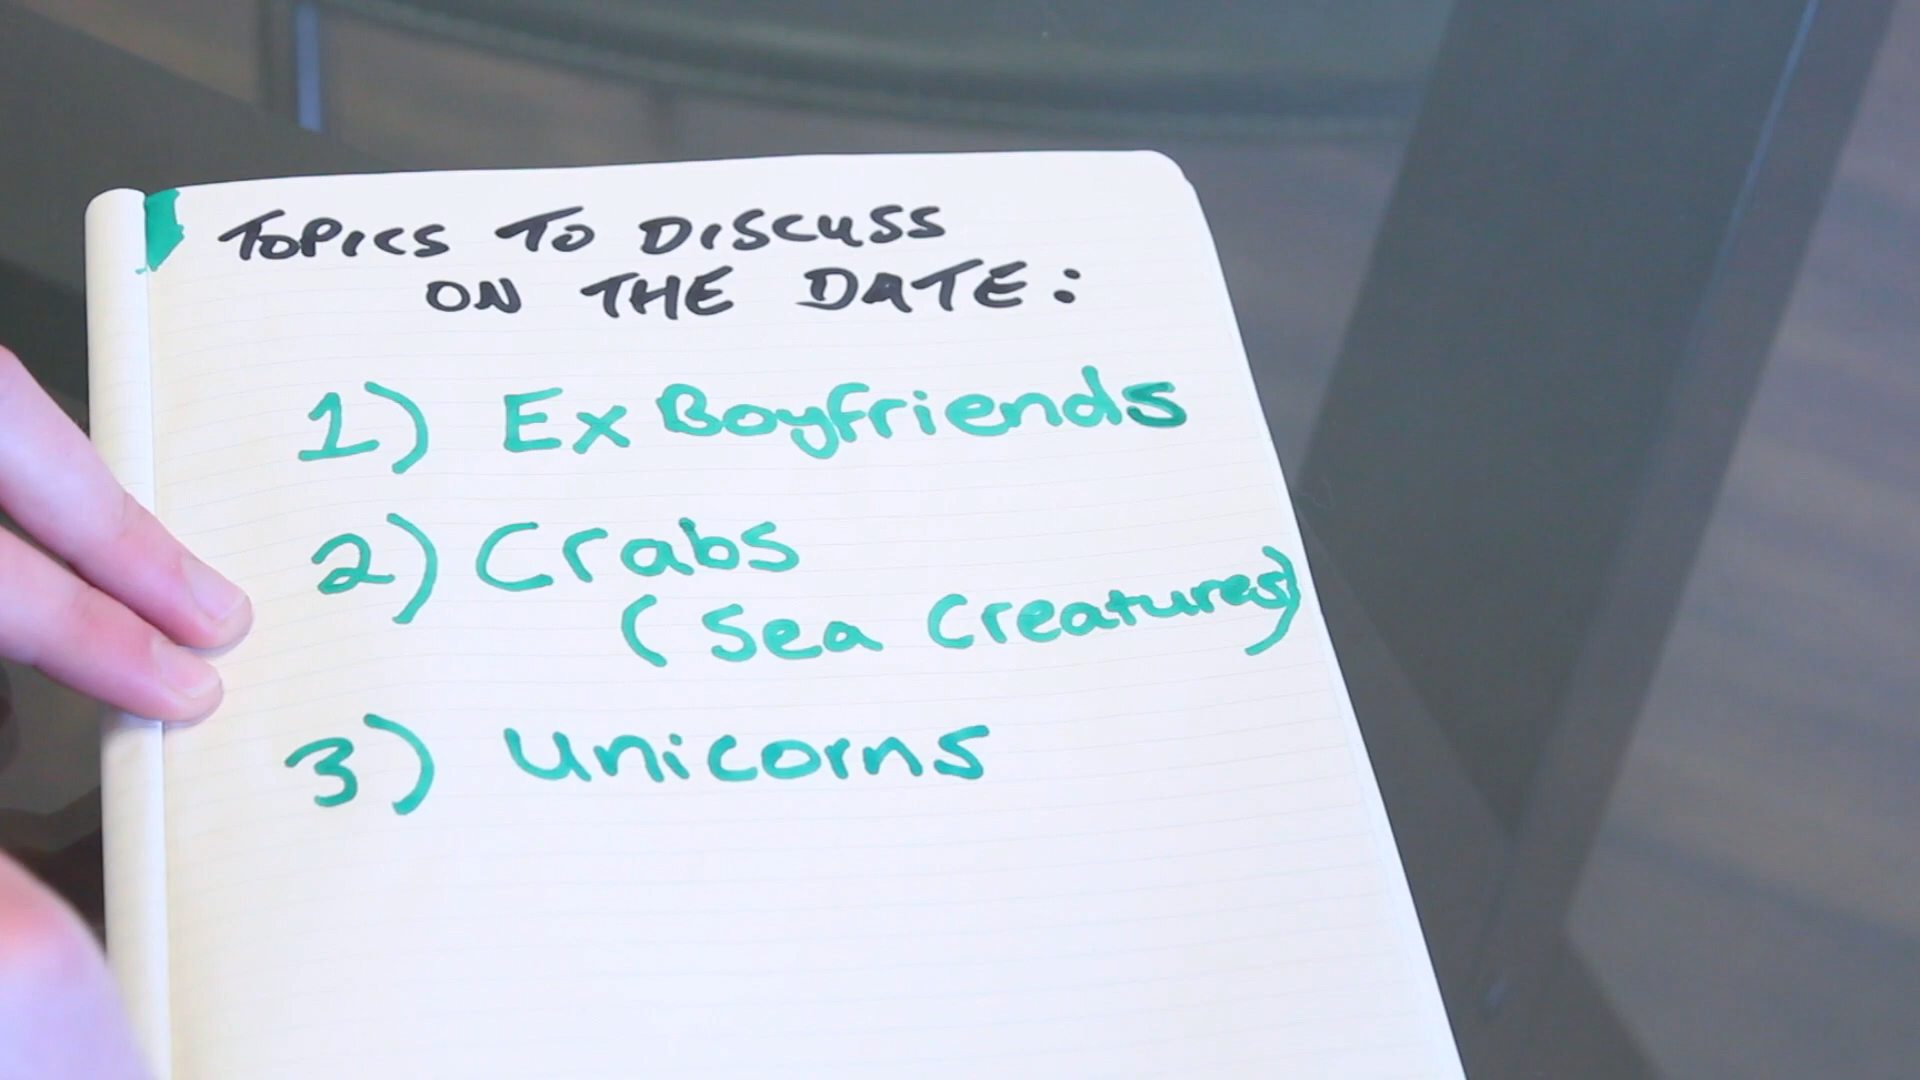 TOPICS TO DISCUSS
ON THE DATE:
1) Ex Boyfriends
2) Crabs
(Sea Creatures)
3) Unicorns